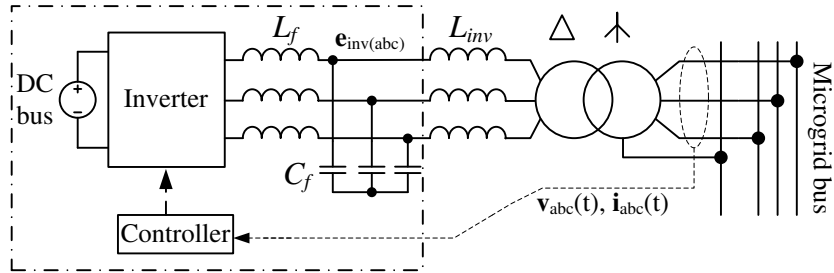 L_f
e_inv(abc)
L_inv
Δ
DC
bus
+
−
Inverter
C_f
Microgrid bus
v_abc(t), i_abc(t)
Controller